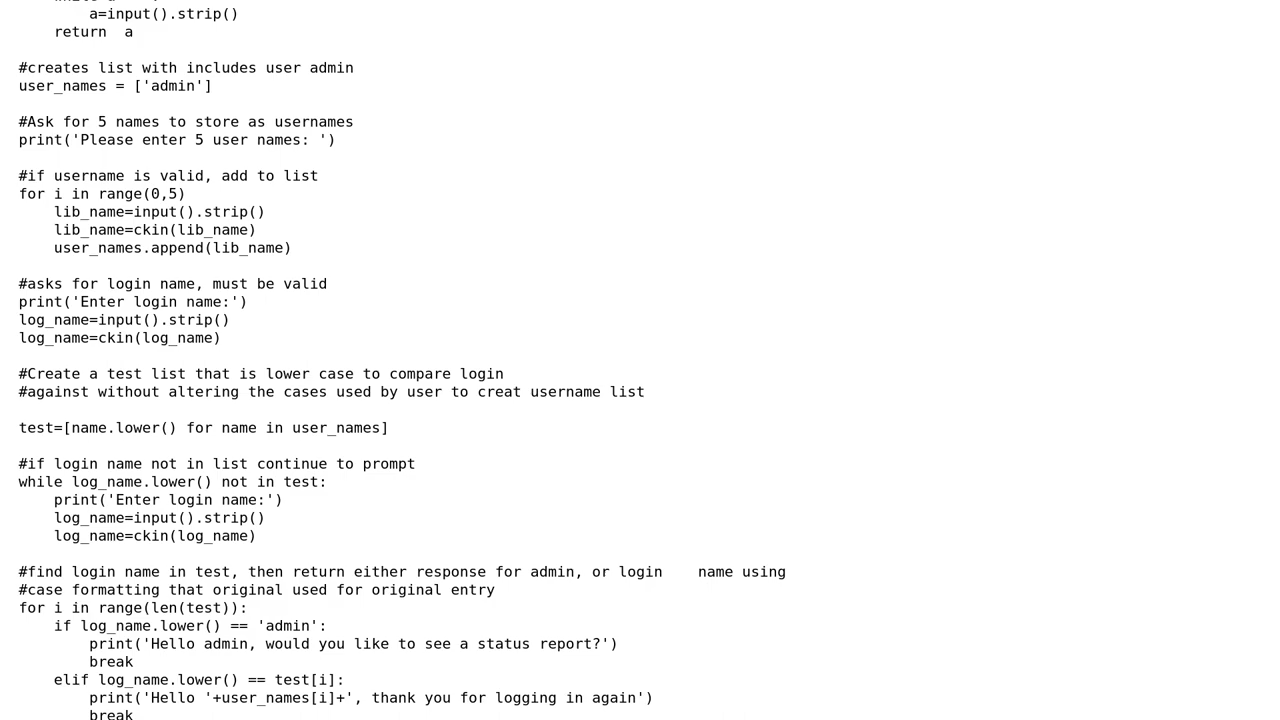 a=input().strip()
return  a
#creates list with includes user admin
user_names = ['admin']
#Ask for 5 names to store as usernames
print('Please enter 5 user names: ')
#if username is valid, add to list
for i in range(0,5)
lib_name=input().strip()
lib_name=ckin(lib_name)
user_names.append(lib_name)
#asks for login name, must be valid
print('Enter login name:')
log_name=input().strip()
log_name=ckin(log_name)
#Create a test list that is lower case to compare login
#against without altering the cases used by user to creat username list
test=[name.lower() for name in user_names]
#if login name not in list continue to prompt
while log_name.lower() not in test:
print('Enter login name:')
log_name=input().strip()
log_name=ckin(log_name)
#find login name in test, then return either response for admin, or login    name using
#case formatting that original used for original entry
for i in range(len(test)):
if log_name.lower() == 'admin':
print('Hello admin, would you like to see a status report?')
break
elif log_name.lower() == test[i]:
print('Hello '+user_names[i]+', thank you for logging in again')
break